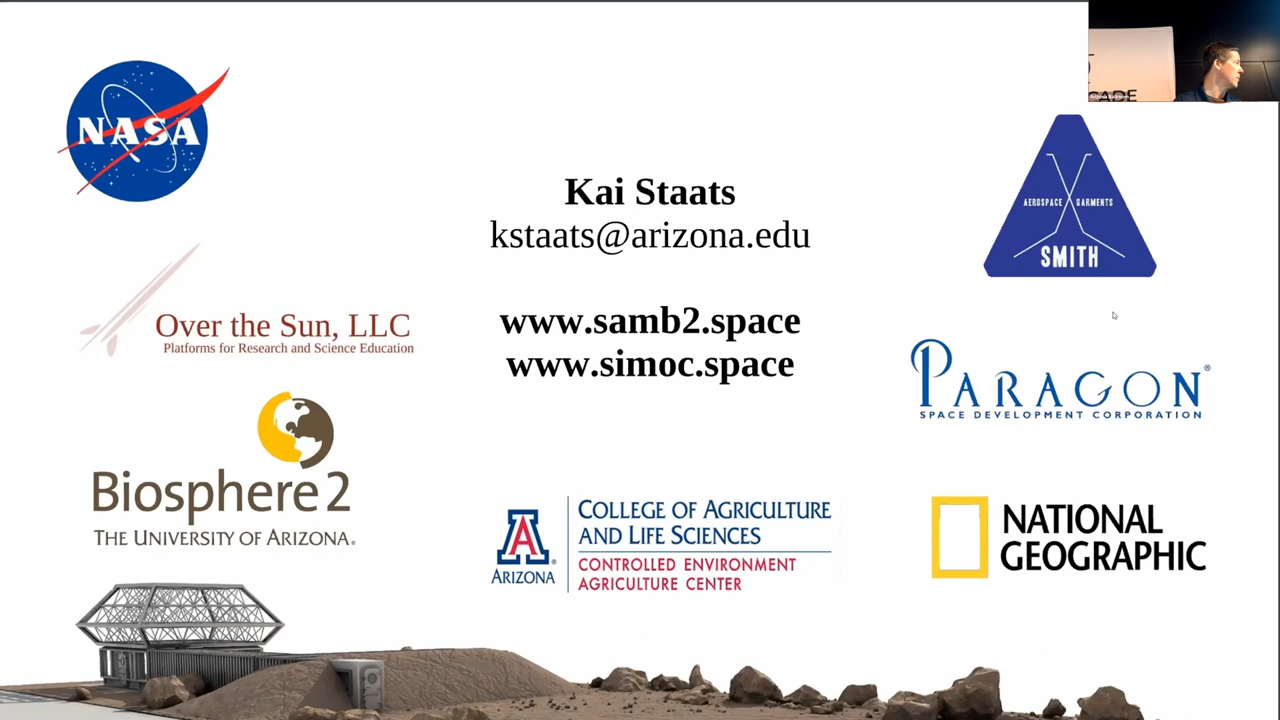 NASA
Kai Staats
kstaats@arizona.edu
www.samb2.space
www.simoc.space
AEROSPACE GARMENTS
SMITH
Over the Sun, LLC
Platforms for Research and Science Education
PARAGON®
SPACE DEVELOPMENT CORPORATION
Biosphere 2
THE UNIVERSITY OF ARIZONA®
A®
ARIZONA
COLLEGE OF AGRICULTURE
AND LIFE SCIENCES
CONTROLLED ENVIRONMENT
AGRICULTURE CENTER
NATIONAL
GEOGRAPHIC